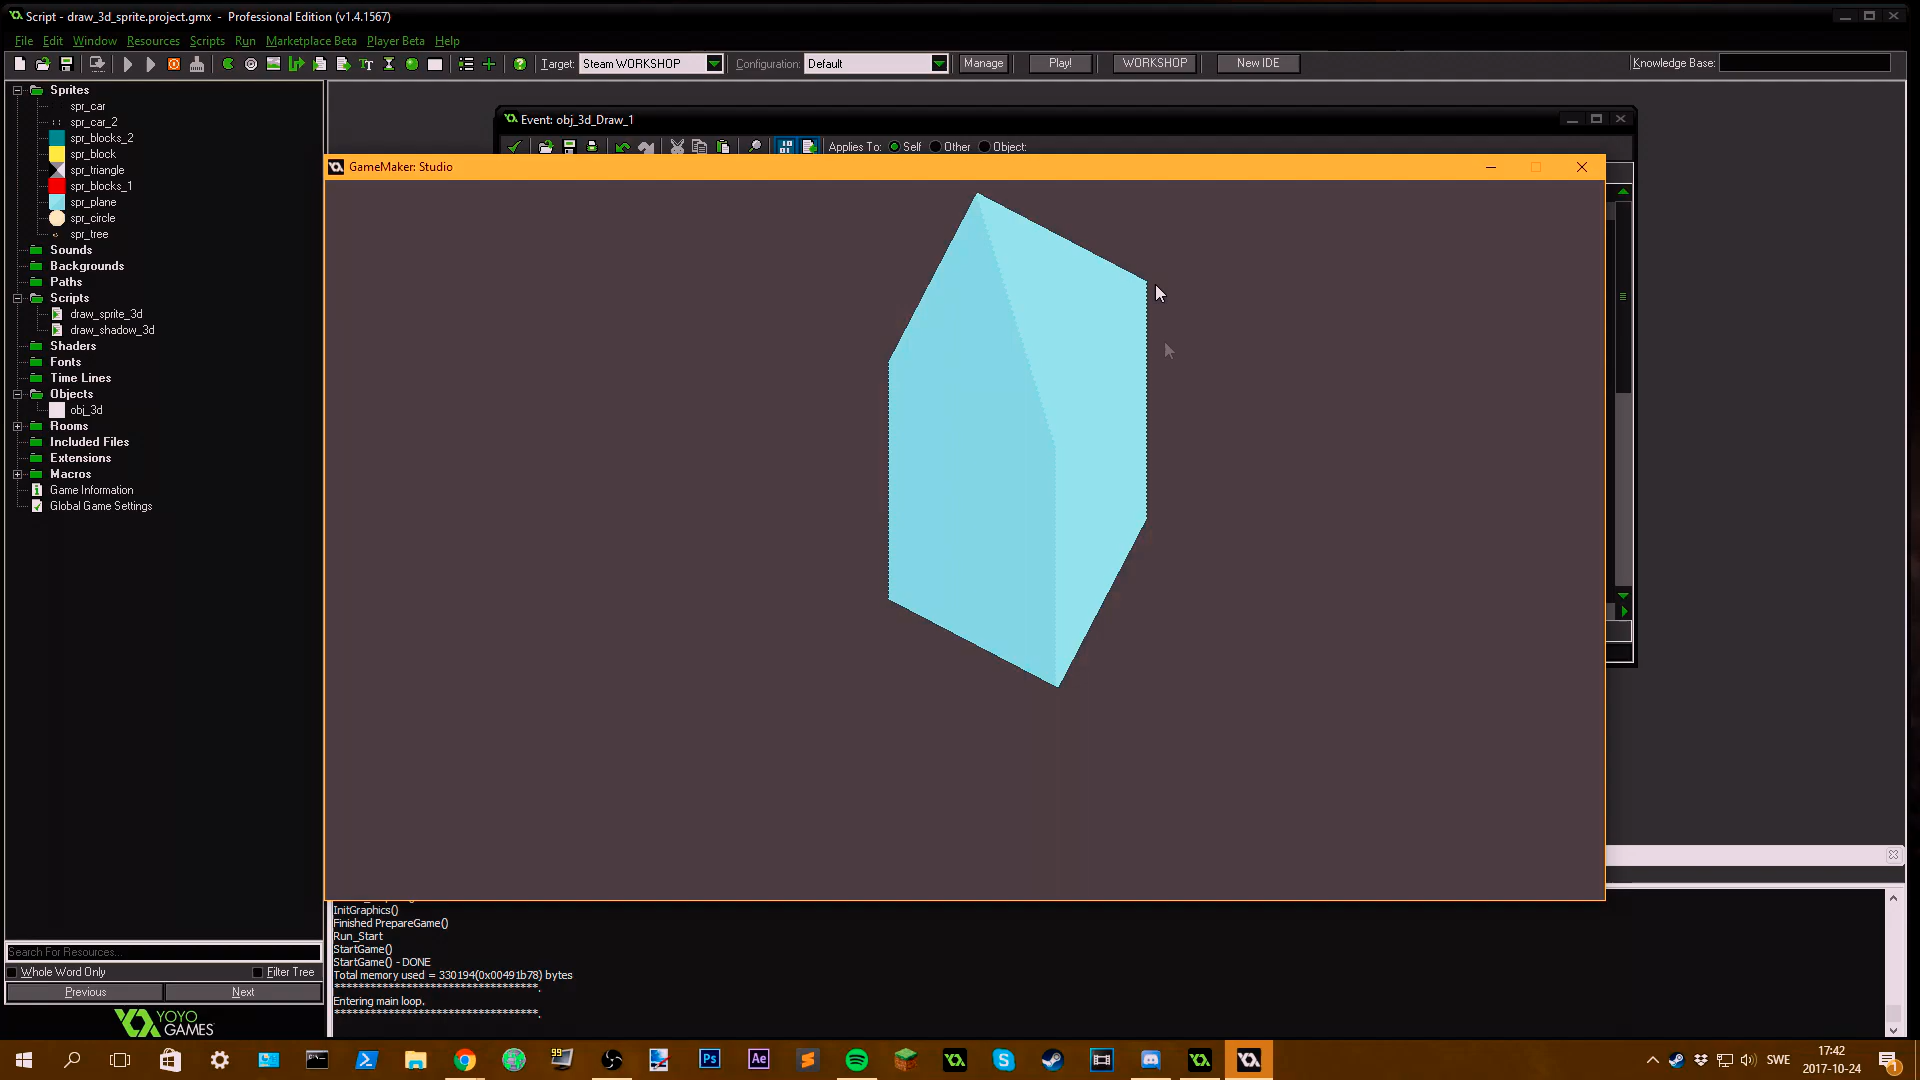 Script - draw_3d_sprite.project.gmx - Professional Edition (v1.4.1567)
File Edit Window Resources Scripts Run Marketplace Beta Player Beta Help
Target: Steam WORKSHOP Configuration: Default Manage Play! WORKSHOP New IDE Knowledge Base:
Sprites
spr_car
spr_car_2
spr_blocks_2
spr_block
spr_triangle
spr_blocks_1
spr_plane
spr_circle
spr_tree
Sounds
Backgrounds
Paths
Scripts
draw_sprite_3d
draw_shadow_3d
Shaders
Fonts
Time Lines
Objects
obj_3d
Rooms
Included Files
Extensions
Macros
Game Information
Global Game Settings
Event: obj_3d_Draw_1
Applies To: Self Other Object:
GameMaker: Studio
InitGraphics()
Finished PrepareGame()
Run_Start
StartGame()
StartGame() - DONE
Total memory used = 330194(0x00491b78) bytes
**********************************.
Entering main loop.
**********************************.
Search For Resources...
Whole Word Only Filter Tree
Previous Next
YOYO
GAMES
99
Ps Ae
SWE
17:42
2017-10-24
1